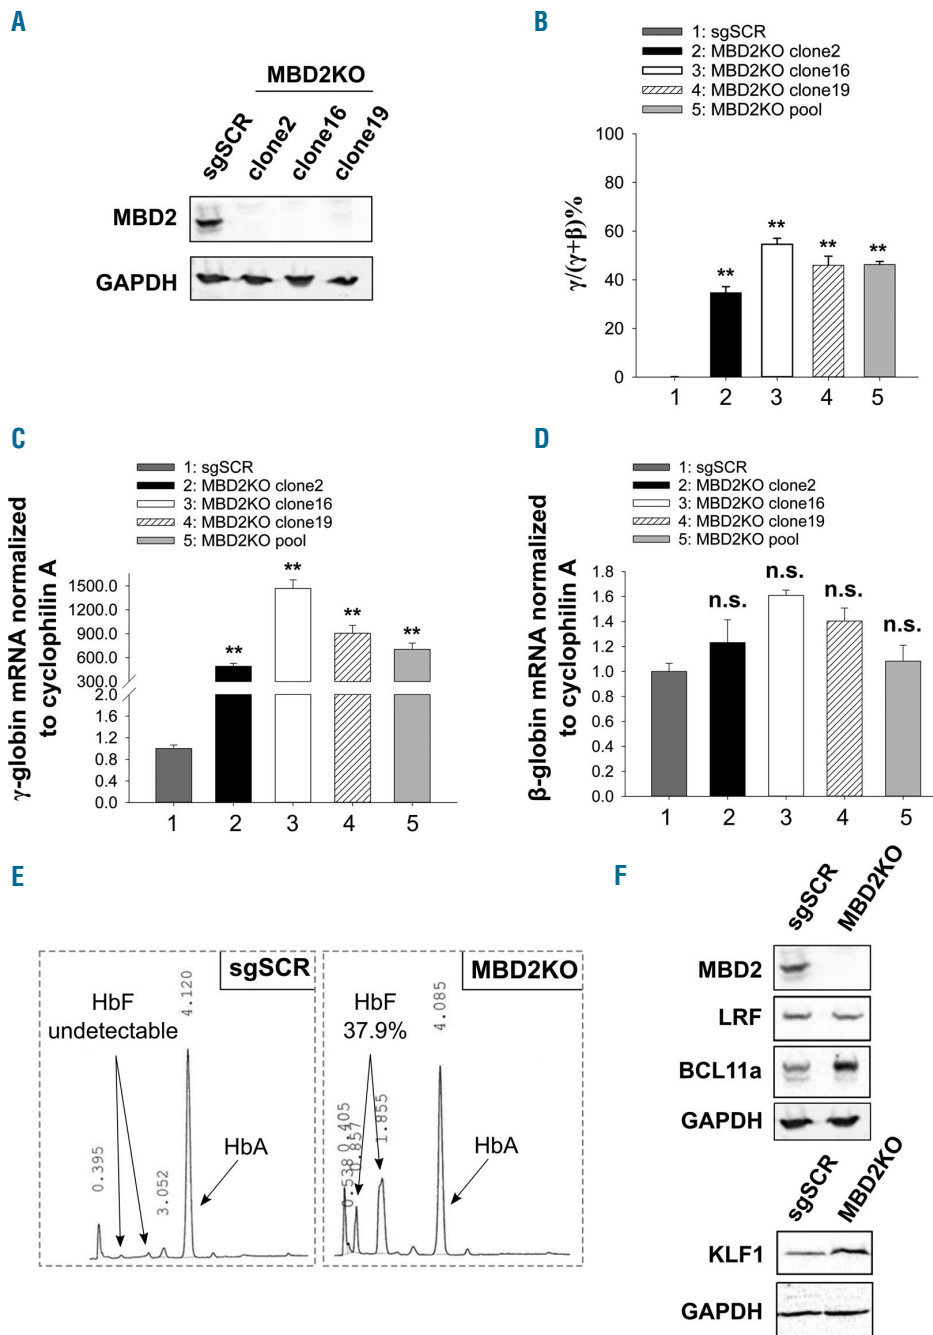 A
MBD2KO
sgSCR
clone2
clone16
clone19
MBD2
GAPDH
B
1: sgSCR
2: MBD2KO clone2
3: MBD2KO clone16
4: MBD2KO clone19
5: MBD2KO pool
γ/(γ+β)%
100
80
60
40
20
0
**
**
**
**
1 2 3 4 5
C
1: sgSCR
2: MBD2KO clone2
3: MBD2KO clone16
4: MBD2KO clone19
5: MBD2KO pool
γ-globin mRNA normalized
to cyclophilin A
1500.0
1200.0
900.0
600.0
300.0
2.0
1.6
1.2
0.8
0.4
0.0
**
**
**
**
1 2 3 4 5
D
1: sgSCR
2: MBD2KO clone2
3: MBD2KO clone16
4: MBD2KO clone19
5: MBD2KO pool
β-globin mRNA normalized
to cyclophilin A
1.8
1.6
1.4
1.2
1.0
0.8
0.6
0.4
0.2
0.0
n.s.
n.s.
n.s.
n.s.
1 2 3 4 5
E
sgSCR
HbF
undetectable
0.395
3.052
4.120
HbA
MBD2KO
HbF
37.9%
0.538
0.405
0.857
1.855
4.085
HbA
F
sgSCR
MBD2KO
MBD2
LRF
BCL11a
GAPDH
sgSCR
MBD2KO
KLF1
GAPDH